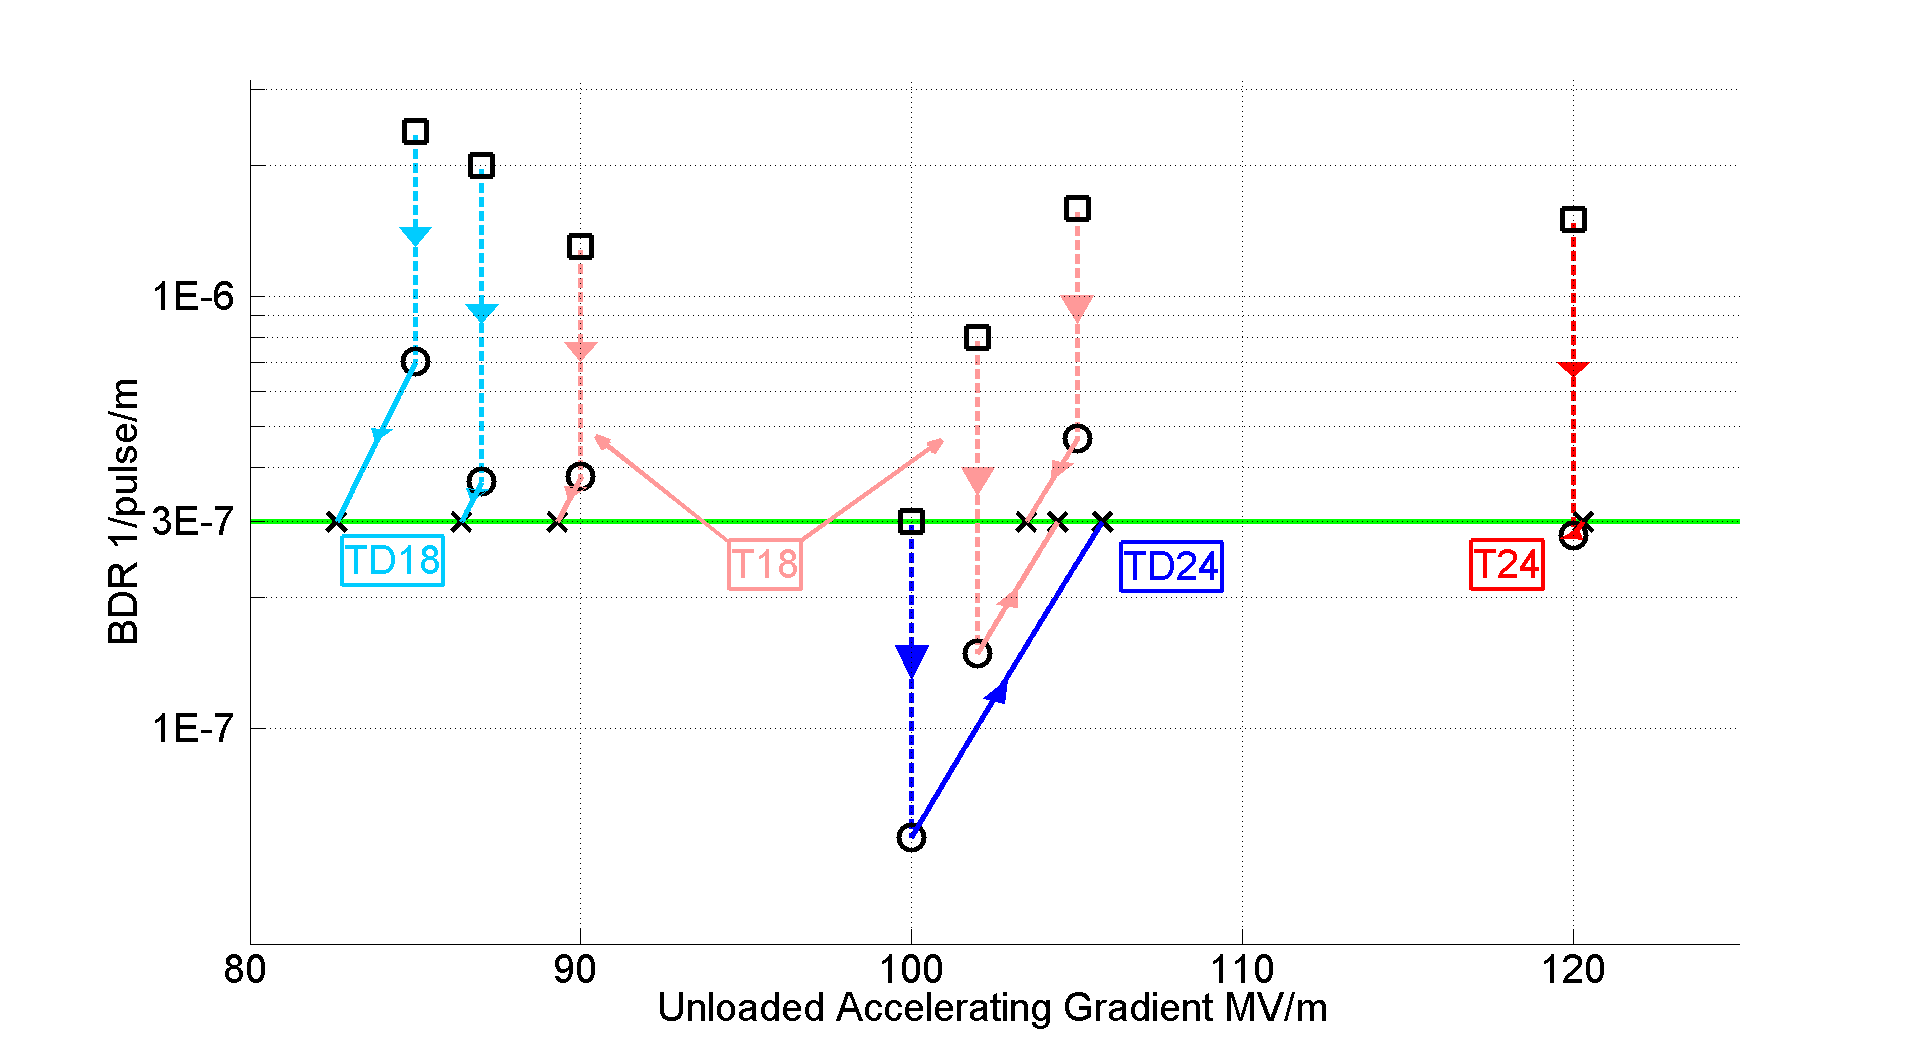 1E-6
3E-7
1E-7
BDR 1/pulse/m
TD18
T18
TD24
T24
80 90 100 110 120
Unloaded Accelerating Gradient MV/m